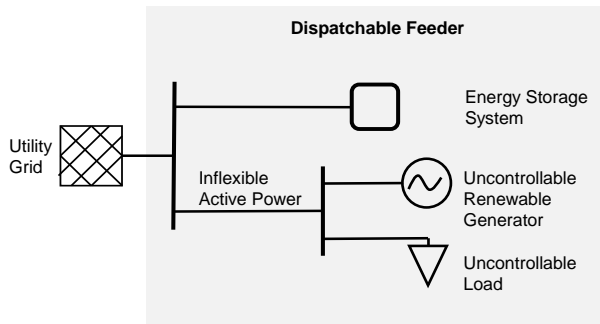 Dispatchable Feeder
Energy Storage
System
Utility
Grid
Inflexible
Active Power
Uncontrollable
Renewable
Generator
Uncontrollable
Load